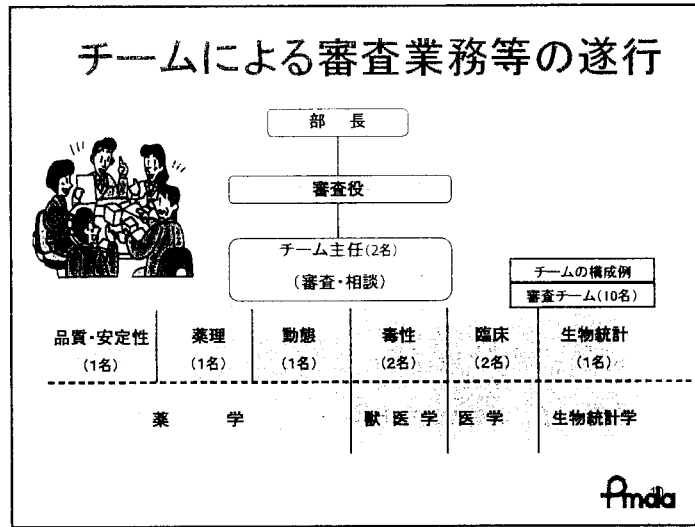 チームによる審査業務等の遂行
部 長
審査役
チーム主任(2名)
(審査・相談)
チームの構成例
審査チーム(10名)
品質・安定性 薬理 動態 毒性 臨床 生物統計
(1名) (1名) (1名) (2名) (2名) (1名)
薬 学 獣 医 学 医 学 生物統計学
Pmda